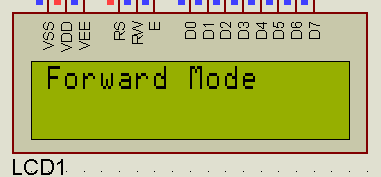 VSS VDD VEE RS RW E D0 D1 D2 D3 D4 D5 D6 D7
Forward Mode
LCD1